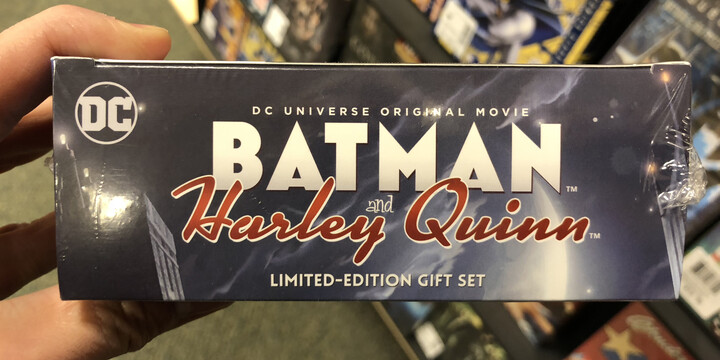 DC
DC UNIVERSE ORIGINAL MOVIE
BATMAN™
and
Harley Quinn™
LIMITED-EDITION GIFT SET